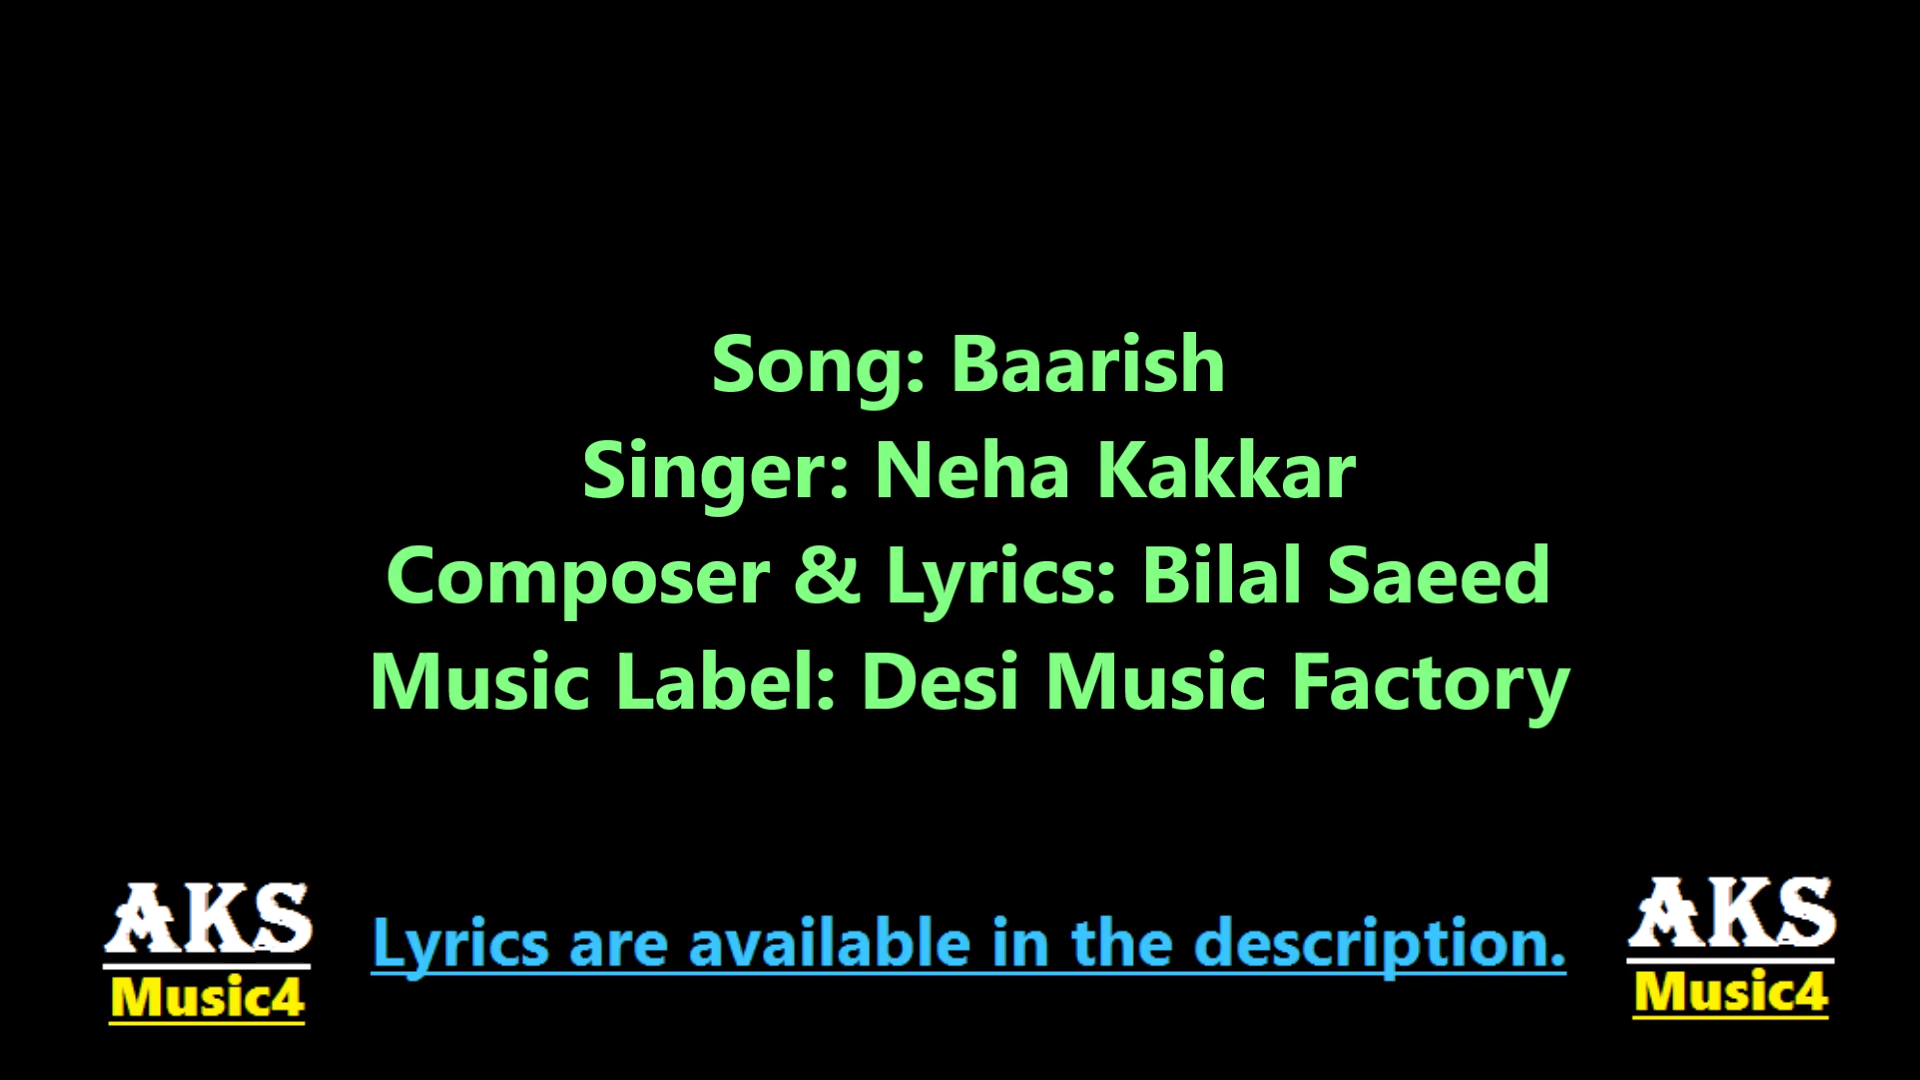 Song: Baarish
Singer: Neha Kakkar
Composer & Lyrics: Bilal Saeed
Music Label: Desi Music Factory
AKS
Music4
Lyrics are available in the description.
AKS
Music4